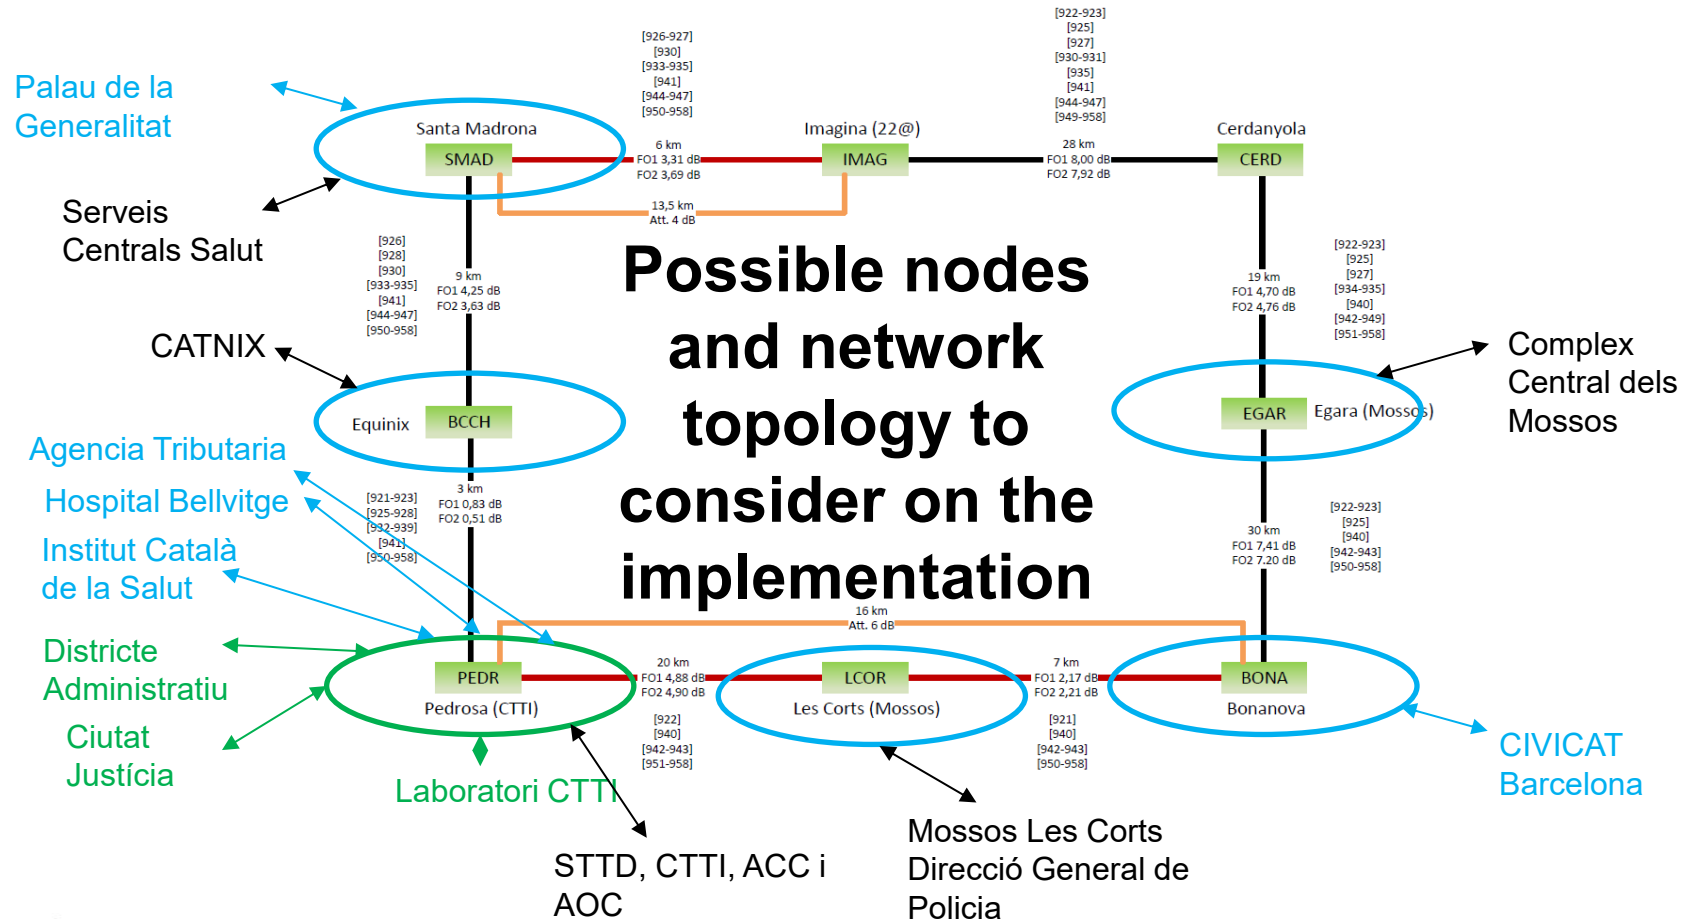 [922-923]
[925]
[927]
[930-931]
[935]
[941]
[944-947]
[949-958]
[926-927]
[930]
[933-935]
[941]
[944-947]
[950-958]
Palau de la
Generalitat
Santa Madrona
SMAD
6 km
FO1 3,31 dB
FO2 3,69 dB
Imagina (22@)
IMAG
28 km
FO1 8,00 dB
FO2 7,92 dB
Cerdanyola
CERD
13,5 km
Att. 4 dB
Serveis
Centrals Salut
[926]
[928]
[930]
[933-935]
[941]
[944-947]
[950-958]
9 km
FO1 4,25 dB
FO2 3,63 dB
Possible nodes
and network
topology to
consider on the
implementation
19 km
FO1 4,70 dB
FO2 4,76 dB
[922-923]
[925]
[927]
[934-935]
[940]
[942-949]
[951-958]
CATNIX
Complex
Central dels
Mossos
Equinix
BCCH
EGAR
Egara (Mossos)
Agencia Tributaria
Hospital Bellvitge
Institut Català
de la Salut
[921-923]
[925-928]
[932-939]
[941]
[950-958]
3 km
FO1 0,83 dB
FO2 0,51 dB
30 km
FO1 7,41 dB
FO2 7.20 dB
[922-923]
[925]
[940]
[942-943]
[950-958]
16 km
Att. 6 dB
Districte
Administratiu
Ciutat
Justícia
PEDR
Pedrosa (CTTI)
20 km
FO1 4,88 dB
FO2 4,90 dB
[922]
[940]
[942-943]
[951-958]
LCOR
Les Corts (Mossos)
7 km
FO1 2,17 dB
FO2 2,21 dB
[921]
[940]
[942-943]
[950-958]
BONA
Bonanova
CIVICAT
Barcelona
Laboratori CTTI
STTD, CTTI, ACC i
AOC
Mossos Les Corts
Direcció General de
Policia